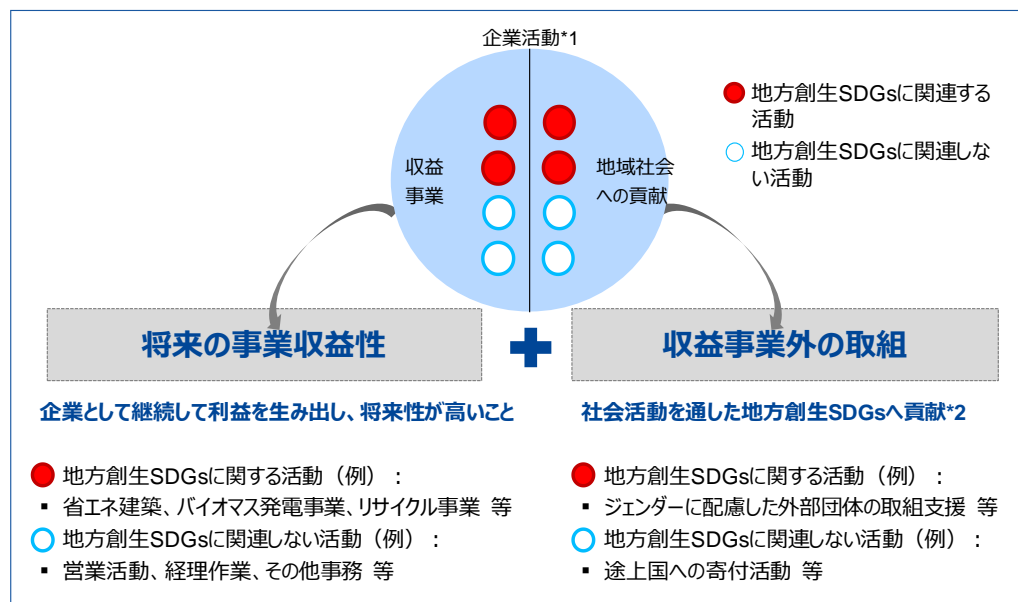 企業活動*1
地方創生SDGsに関連する
活動
地方創生SDGsに関連しな
い活動
収益
事業
地域社会
への貢献
将来の事業収益性
収益事業外の取組
企業として継続して利益を生み出し、将来性が高いこと
社会活動を通した地方創生SDGsへ貢献*2
地方創生SDGsに関する活動（例）：
▪ 省エネ建築、バイオマス発電事業、リサイクル事業 等
地方創生SDGsに関連しない活動（例）：
▪ 営業活動、経理作業、その他事務 等
地方創生SDGsに関する活動（例）：
▪ ジェンダーに配慮した外部団体の取組支援 等
地方創生SDGsに関連しない活動（例）：
▪ 途上国への寄付活動 等